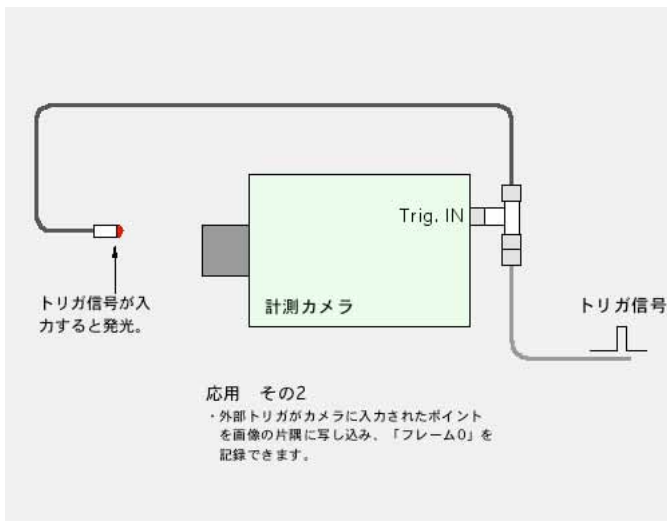 Trig. IN
計測カメラ
トリガ信号が入
力すると発光。
トリガ信号
応用　その2
・外部トリガがカメラに入力されたポイント
を画像の片隅に写し込み、「フレーム0」を
記録できます。